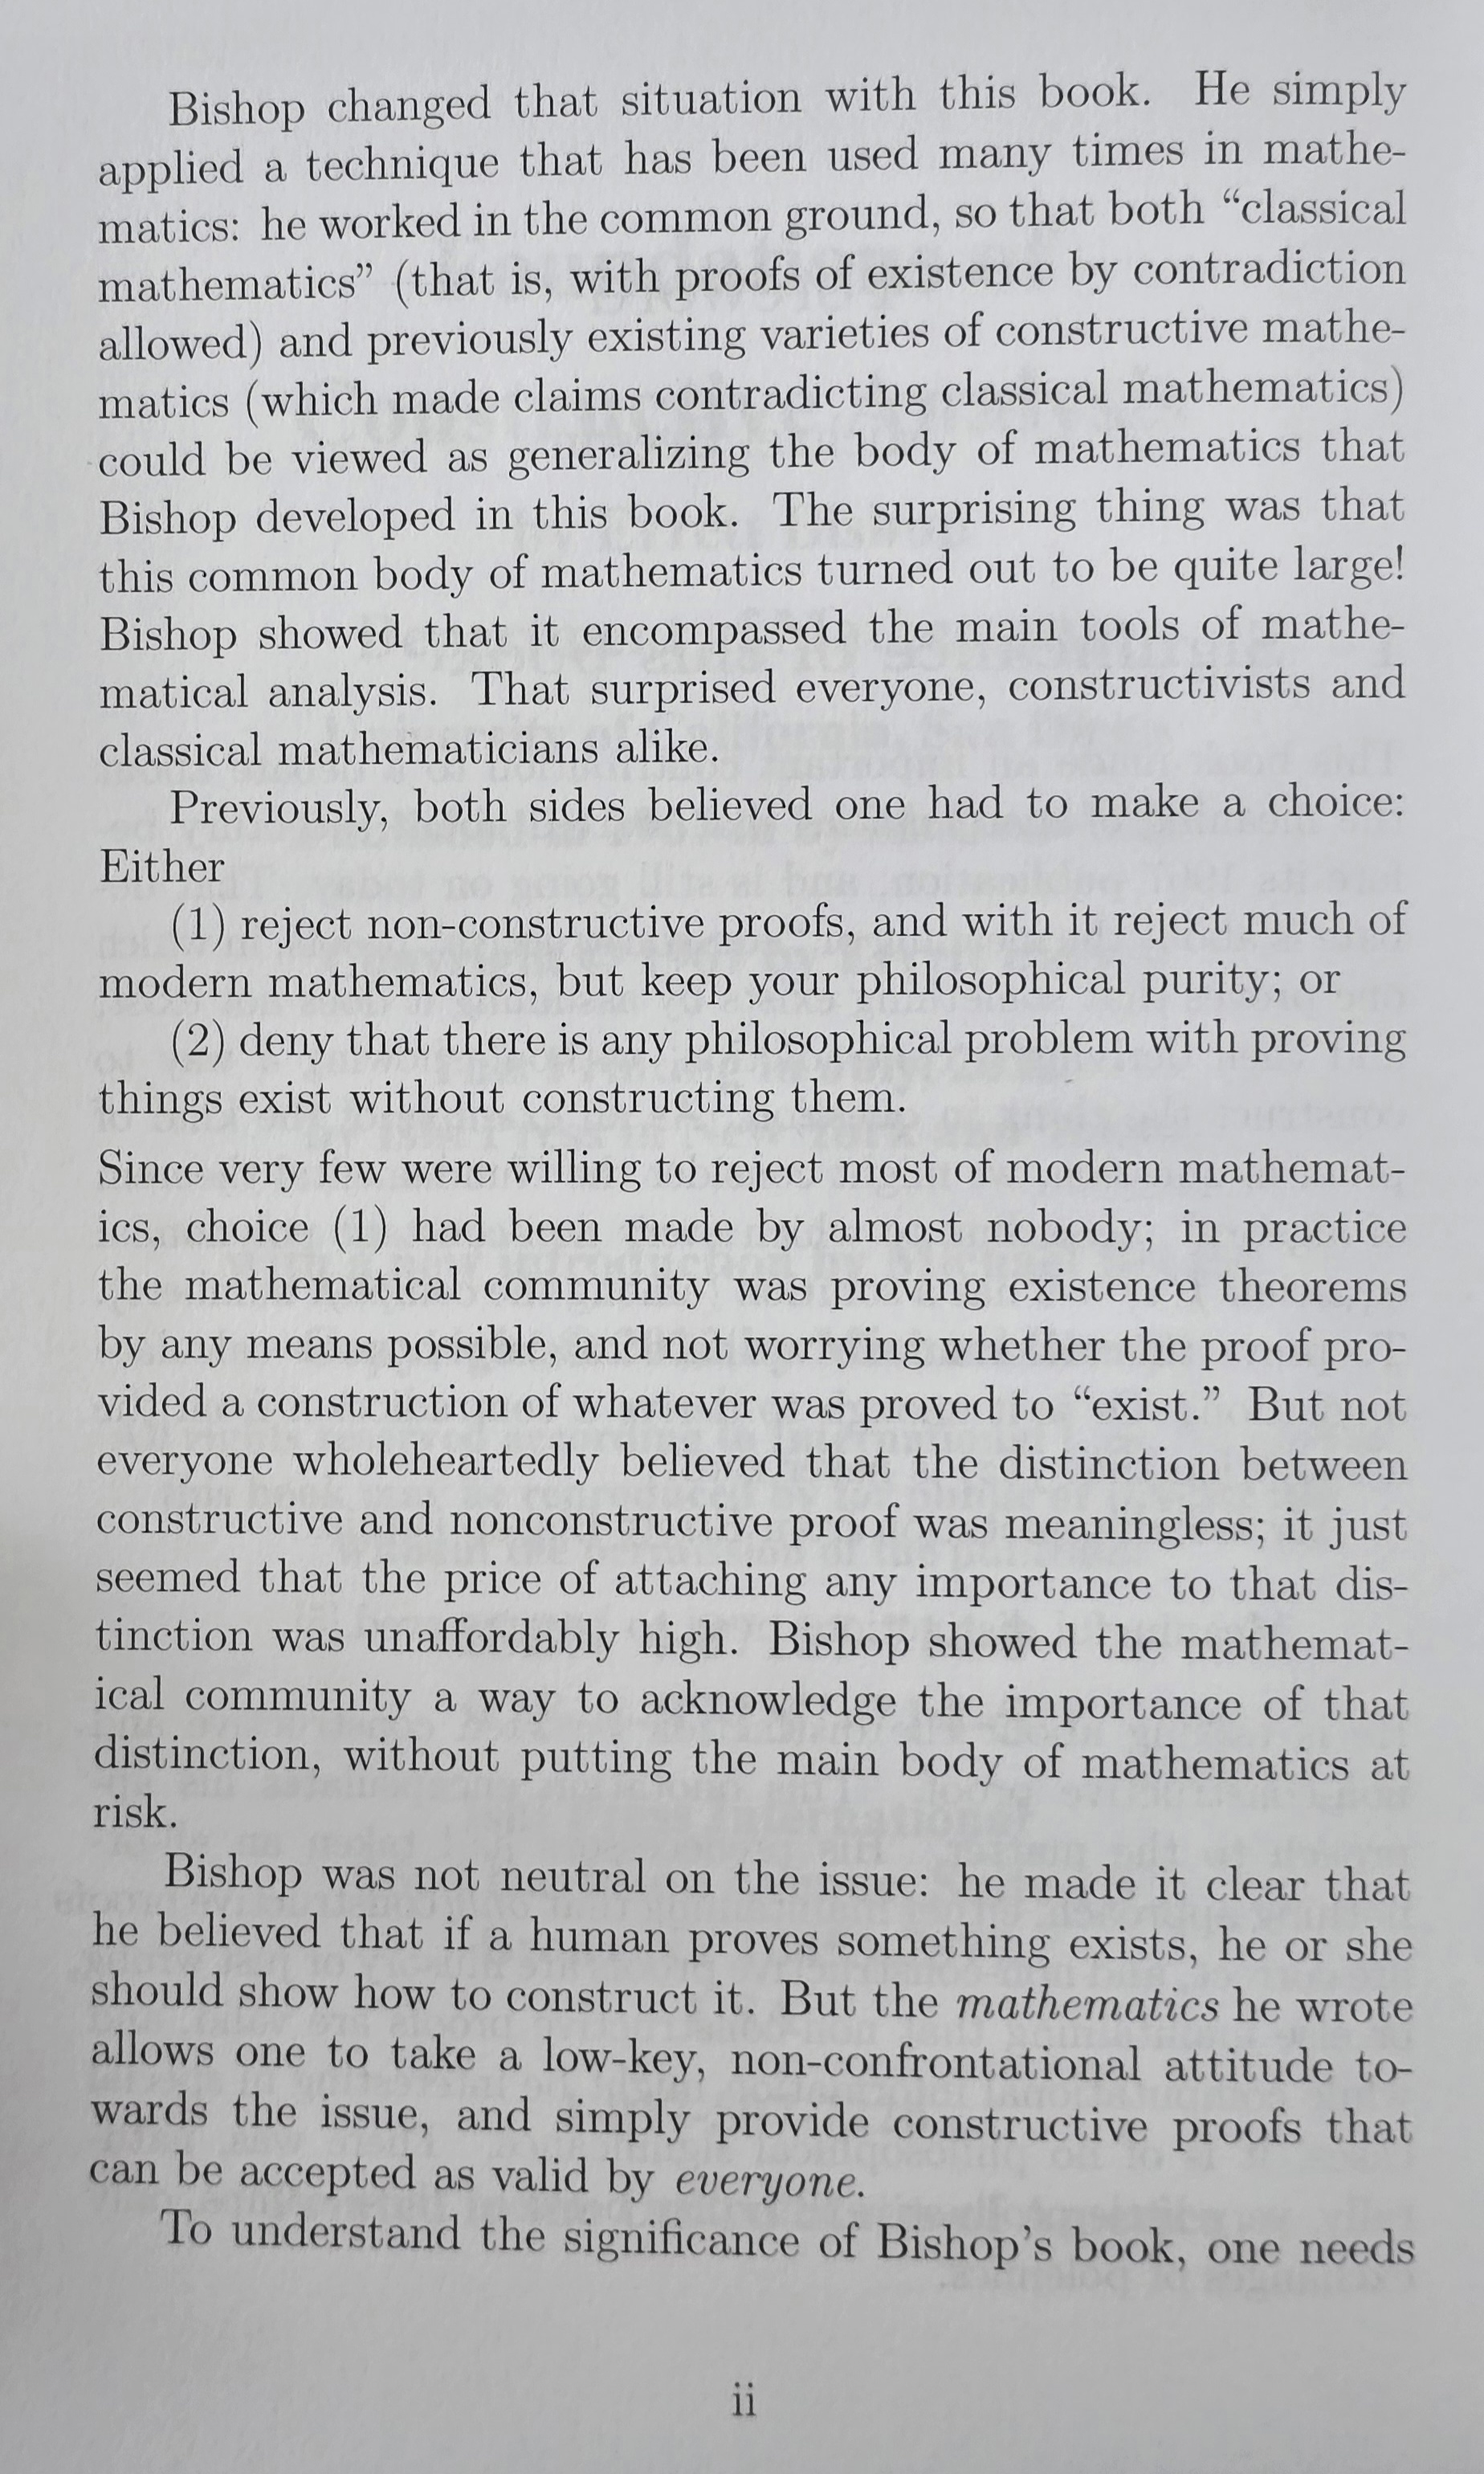 Bishop changed that situation with this book. He simply
applied a technique that has been used many times in mathe-
matics: he worked in the common ground, so that both “classical
mathematics” (that is, with proofs of existence by contradiction
allowed) and previously existing varieties of constructive mathe-
matics (which made claims contradicting classical mathematics)
could be viewed as generalizing the body of mathematics that
Bishop developed in this book. The surprising thing was that
this common body of mathematics turned out to be quite large!
Bishop showed that it encompassed the main tools of mathe-
matical analysis. That surprised everyone, constructivists and
classical mathematicians alike.
Previously, both sides believed one had to make a choice:
Either
(1) reject non-constructive proofs, and with it reject much of
modern mathematics, but keep your philosophical purity; or
(2) deny that there is any philosophical problem with proving
things exist without constructing them.
Since very few were willing to reject most of modern mathemat-
ics, choice (1) had been made by almost nobody; in practice
the mathematical community was proving existence theorems
by any means possible, and not worrying whether the proof pro-
vided a construction of whatever was proved to “exist.” But not
everyone wholeheartedly believed that the distinction between
constructive and nonconstructive proof was meaningless; it just
seemed that the price of attaching any importance to that dis-
tinction was unaffordably high. Bishop showed the mathemat-
ical community a way to acknowledge the importance of that
distinction, without putting the main body of mathematics at
risk.
Bishop was not neutral on the issue: he made it clear that
he believed that if a human proves something exists, he or she
should show how to construct it. But the mathematics he wrote
allows one to take a low-key, non-confrontational attitude to-
wards the issue, and simply provide constructive proofs that
can be accepted as valid by everyone.
To understand the significance of Bishop’s book, one needs
ii